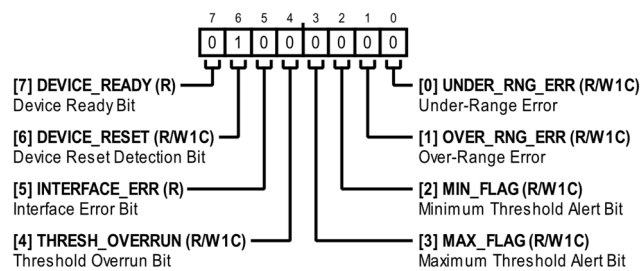 7 6 5 4 3 2 1 0
0 1 0 0 0 0 0 0
[7] DEVICE_READY (R)
Device Ready Bit
[6] DEVICE_RESET (R/W1C)
Device Reset Detection Bit
[5] INTERFACE_ERR (R)
Interface Error Bit
[4] THRESH_OVERRUN (R/W1C)
Threshold Overrun Bit
[0] UNDER_RNG_ERR (R/W1C)
Under-Range Error
[1] OVER_RNG_ERR (R/W1C)
Over-Range Error
[2] MIN_FLAG (R/W1C)
Minimum Threshold Alert Bit
[3] MAX_FLAG (R/W1C)
Maximum Threshold Alert Bit